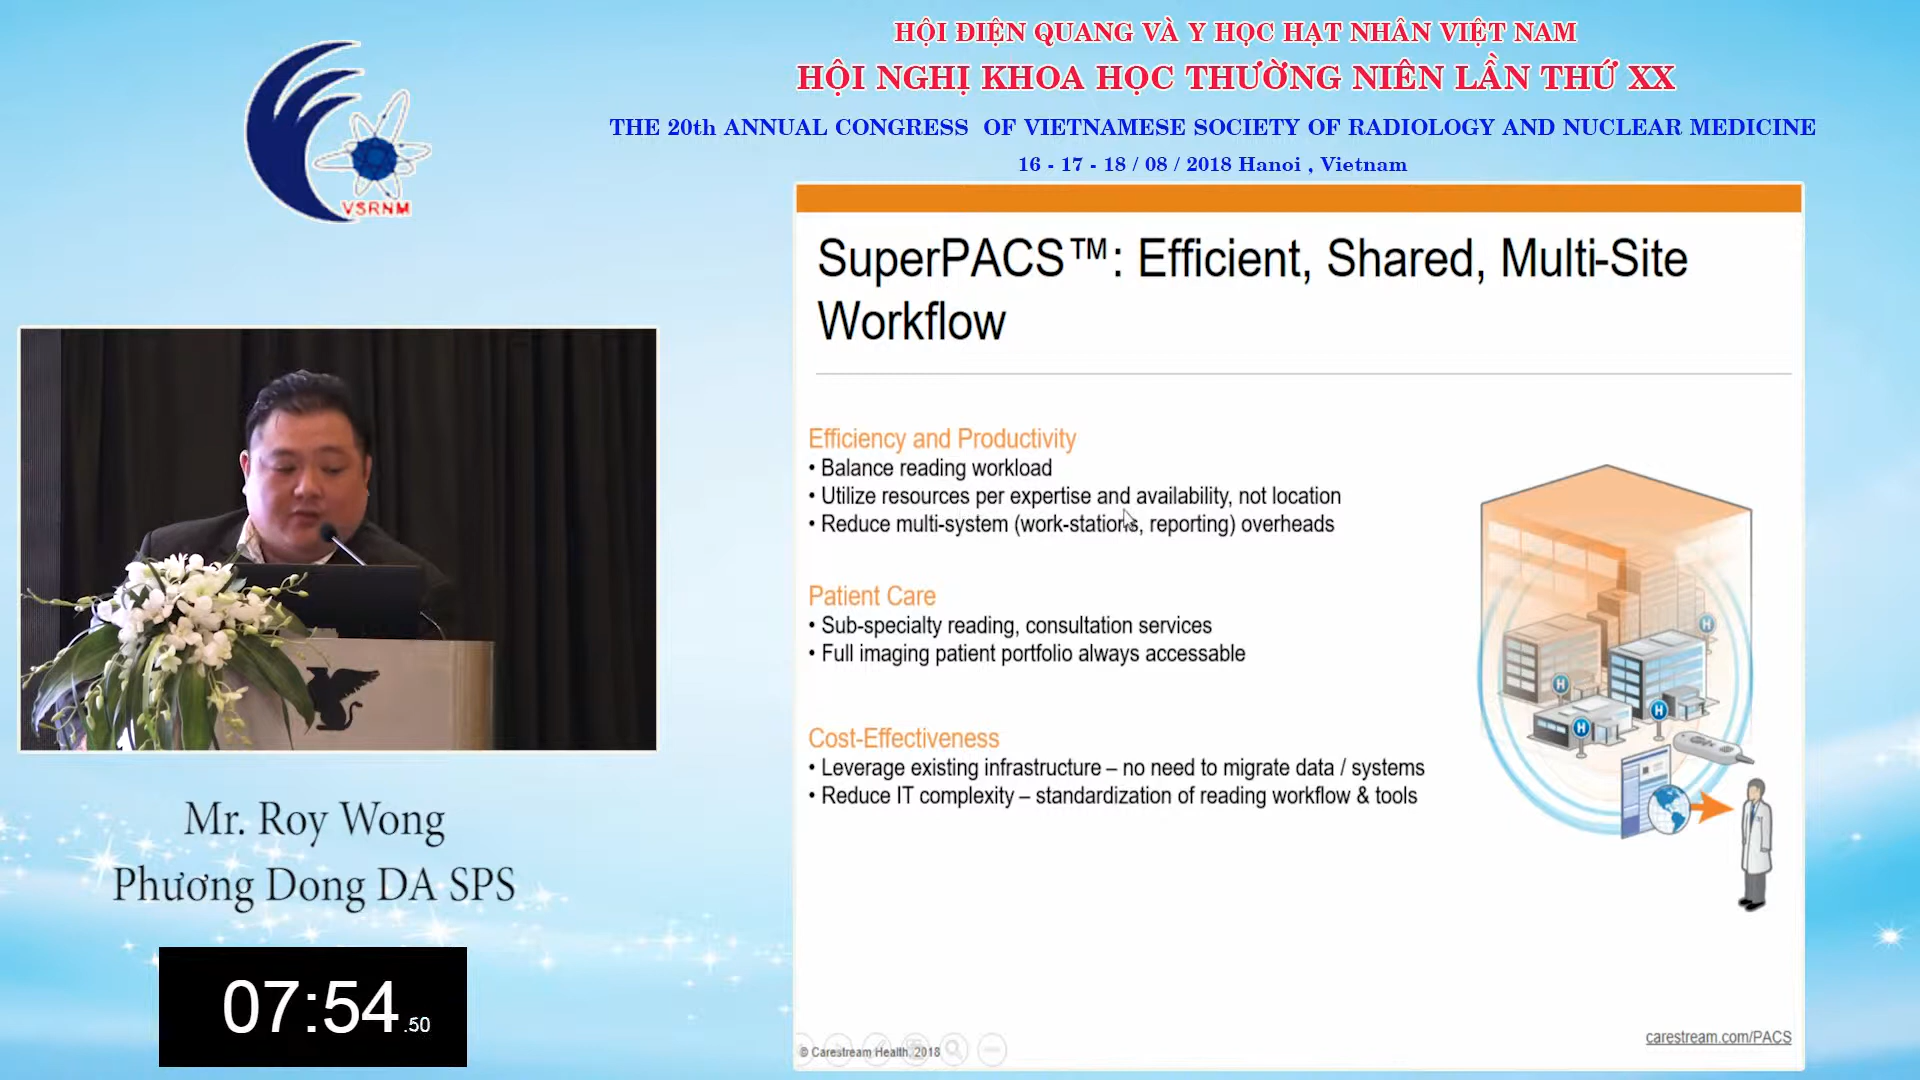 HỘI ĐIỆN QUANG VÀ Y HỌC HẠT NHÂN VIỆT NAM
HỘI NGHỊ KHOA HỌC THƯỜNG NIÊN LẦN THỨ XX
THE 20th ANNUAL CONGRESS OF VIETNAMESE SOCIETY OF RADIOLOGY AND NUCLEAR MEDICINE
16 - 17 - 18 / 08 / 2018 Hanoi , Vietnam
VSRNM
SuperPACS™: Efficient, Shared, Multi-Site
Workflow
Efficiency and Productivity
• Balance reading workload
• Utilize resources per expertise and availability, not location
• Reduce multi-system (work-stations, reporting) overheads
Patient Care
• Sub-specialty reading, consultation services
• Full imaging patient portfolio always accessable
Cost-Effectiveness
• Leverage existing infrastructure – no need to migrate data / systems
• Reduce IT complexity – standardization of reading workflow & tools
H
H
H
H
carestream.com/PACS
© Carestream Health, 2018
Mr. Roy Wong
Phương Dong DA SPS
07:54.50